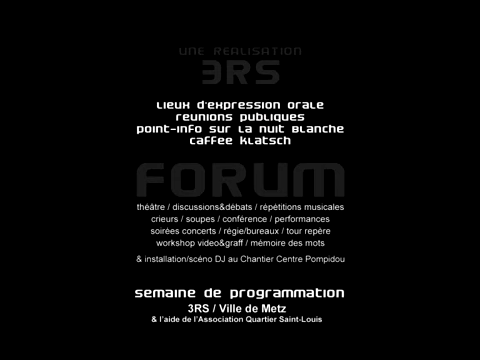 UNE REALISATION
3RS
LIEUX D'EXPRESSION ORALE
REUNIONS PUBLIQUES
POINT-INFO SUR LA NUIT BLANCHE
CAFFEE KLATSCH
FORUM
théâtre / discussions&débats / répétitions musicales
crieurs / soupes / conférence / performances
soirées concerts / régie/bureaux / tour repère
workshop video&graff / mémoire des mots
& installation/scéno DJ au Chantier Centre Pompidou
SEMAINE DE PROGRAMMATION
3RS / Ville de Metz
& l'aide de l'Association Quartier Saint-Louis